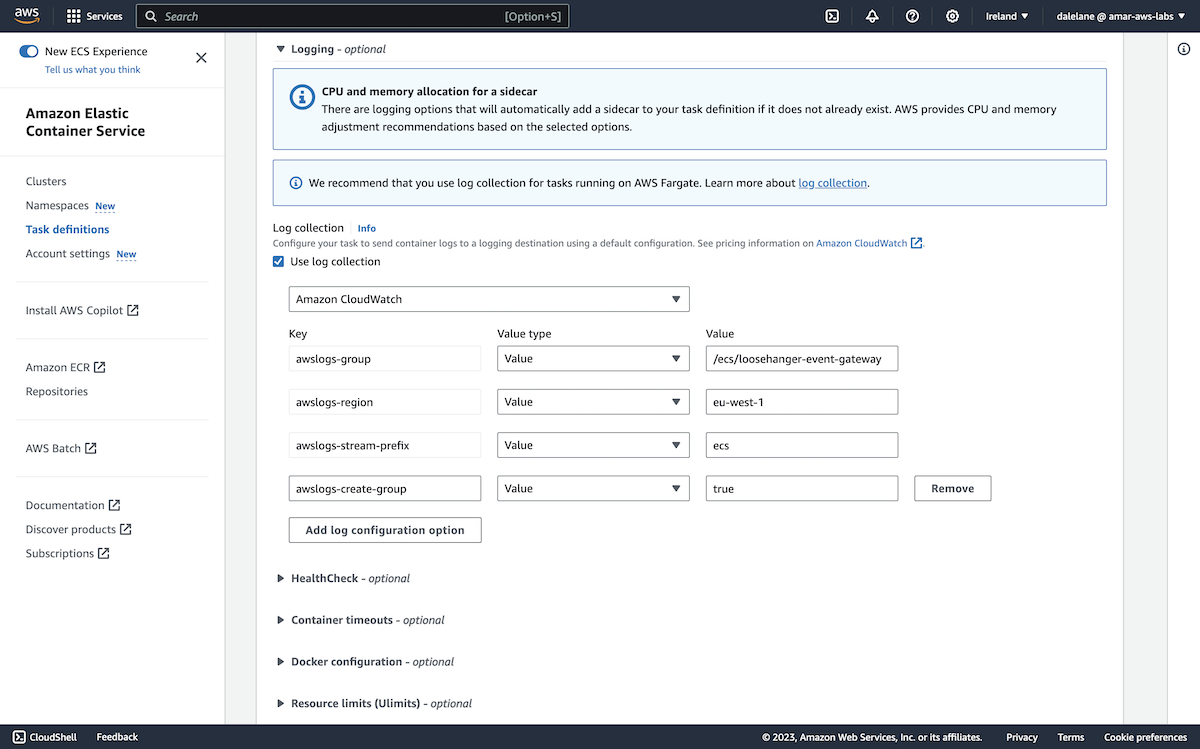 aws
Services
Search [Option+S]
Ireland ▼
dalelane @ amar-aws-labs ▼
New ECS Experience
Tell us what you think
Amazon Elastic
Container Service
Clusters
Namespaces New
Task definitions
Account settings New
Install AWS Copilot
Amazon ECR
Repositories
AWS Batch
Documentation
Discover products
Subscriptions
▼ Logging - optional
CPU and memory allocation for a sidecar
There are logging options that will automatically add a sidecar to your task definition if it does not already exist. AWS provides CPU and memory
adjustment recommendations based on the selected options.
We recommend that you use log collection for tasks running on AWS Fargate. Learn more about log collection.
Log collection Info
Configure your task to send container logs to a logging destination using a default configuration. See pricing information on Amazon CloudWatch.
Use log collection
Amazon CloudWatch
Key Value type Value
awslogs-group Value /ecs/loosehanger-event-gateway
awslogs-region Value eu-west-1
awslogs-stream-prefix Value ecs
awslogs-create-group Value true Remove
Add log configuration option
HealthCheck - optional
Container timeouts - optional
Docker configuration - optional
Resource limits (Ulimits) - optional
CloudShell Feedback © 2023, Amazon Web Services, Inc. or its affiliates. Privacy Terms Cookie preferences